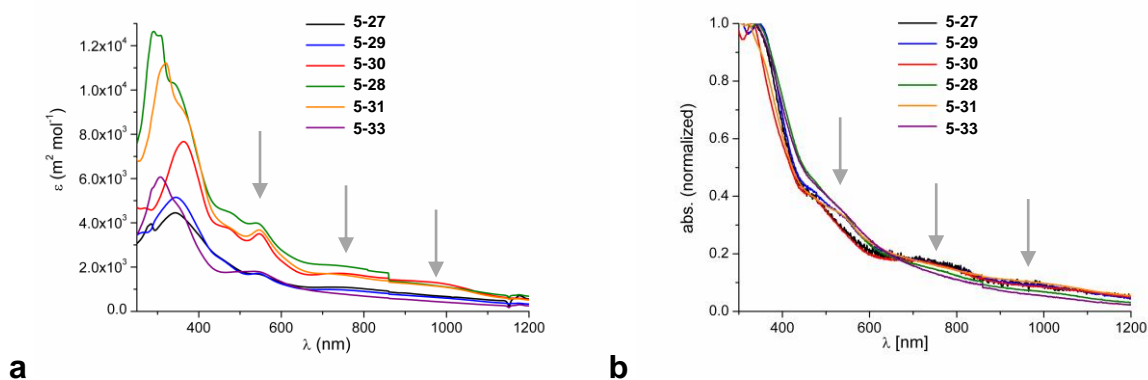 5-27
5-29
5-30
5-28
5-31
5-33
1.2x10⁴
1.0x10⁴
8.0x10³
6.0x10³
4.0x10³
2.0x10³
0.0
ε (m² mol⁻¹)
400 600 800 1000 1200
λ (nm)
a
5-27
5-29
5-30
5-28
5-31
5-33
1.0
0.8
0.6
0.4
0.2
0.0
abs. (normalized)
400 600 800 1000 1200
λ [nm]
b